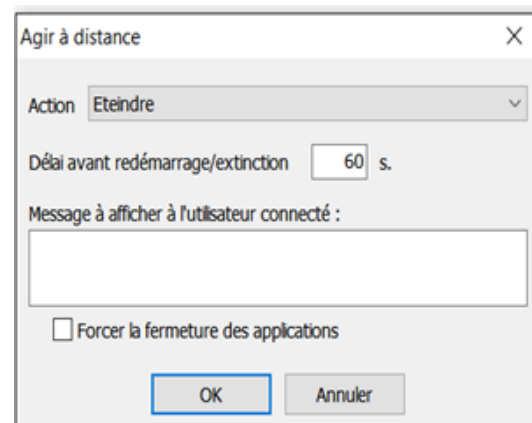 Agir à distance
Action Eteindre
Délai avant redémarrage/extinction 60 s.
Message à afficher à l'utilisateur connecté :
Forcer la fermeture des applications
OK Annuler